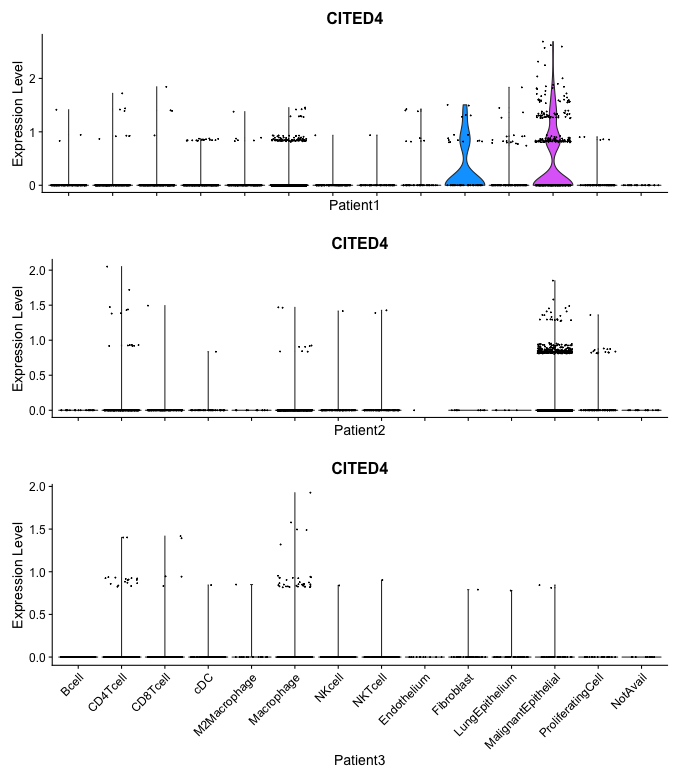 CITED4
Expression Level
2
1
0
Patient1
CITED4
Expression Level
2.0
1.5
1.0
0.5
0.0
Patient2
CITED4
Expression Level
2.0
1.5
1.0
0.5
0.0
Bcell
CD4Tcell
CD8Tcell
cDC
M2Macrophage
Macrophage
NKcell
NKTcell
Endothelium
Fibroblast
LungEpithelium
MalignantEpithelial
ProliferatingCell
NotAvail
Patient3